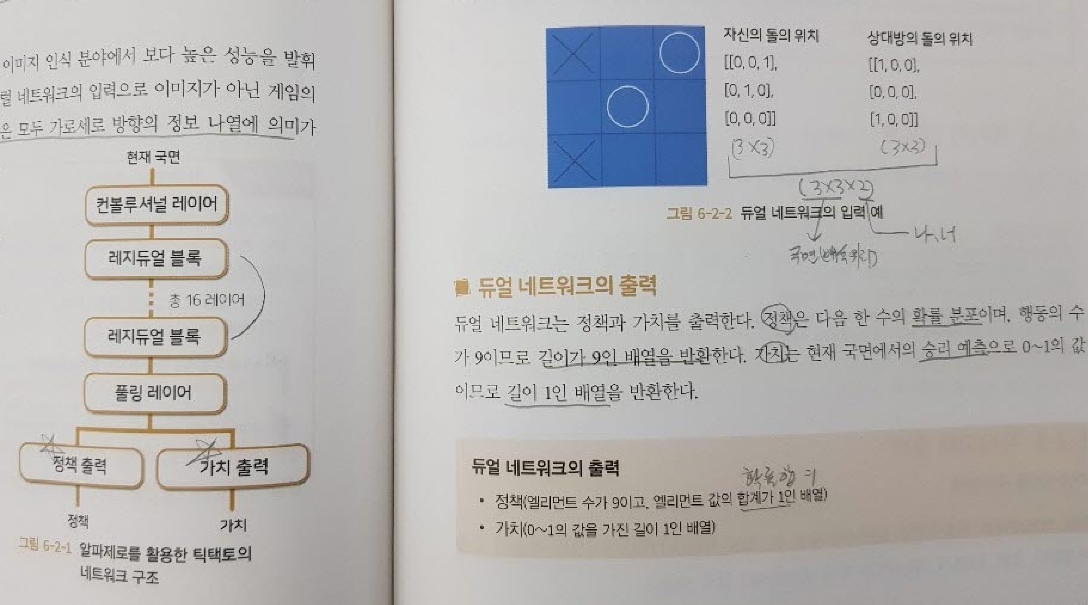 이미지 인식 분야에서 보다 높은 성능을 발휘
럴 네트워크의 입력으로 이미지가 아닌 게임의
은 모두 가로세로 방향의 정보 나열에 의미가
현재 국면
컨볼루셔널 레이어
레지듀얼 블록
총 16 레이어
레지듀얼 블록
풀링 레이어
정책 출력
가치 출력
정책
가치
그림 6-2-1 알파제로를 활용한 틱택토의
네트워크 구조
자신의 돌의 위치
[[0, 0, 1],
[0, 1, 0],
[0, 0, 0]]
(3×3)
상대방의 돌의 위치
[[1, 0, 0],
[0, 0, 0],
[1, 0, 0]]
(3×3)
(3×3×2)
그림 6-2-2 듀얼 네트워크의 입력 예
나, 너
듀얼 네트워크의 출력
듀얼 네트워크는 정책과 가치를 출력한다. 정책은 다음 한 수의 확률 분포이며, 행동의 수
가 9이므로 길이가 9인 배열을 반환한다. 가치는 현재 국면에서의 승리 예측으로 0~1의 값
이므로 길이 1인 배열을 반환한다.
듀얼 네트워크의 출력
확률합
• 정책(엘리먼트 수가 9이고, 엘리먼트 값의 합계가 1인 배열)
• 가치(0~1의 값을 가진 길이 1인 배열)